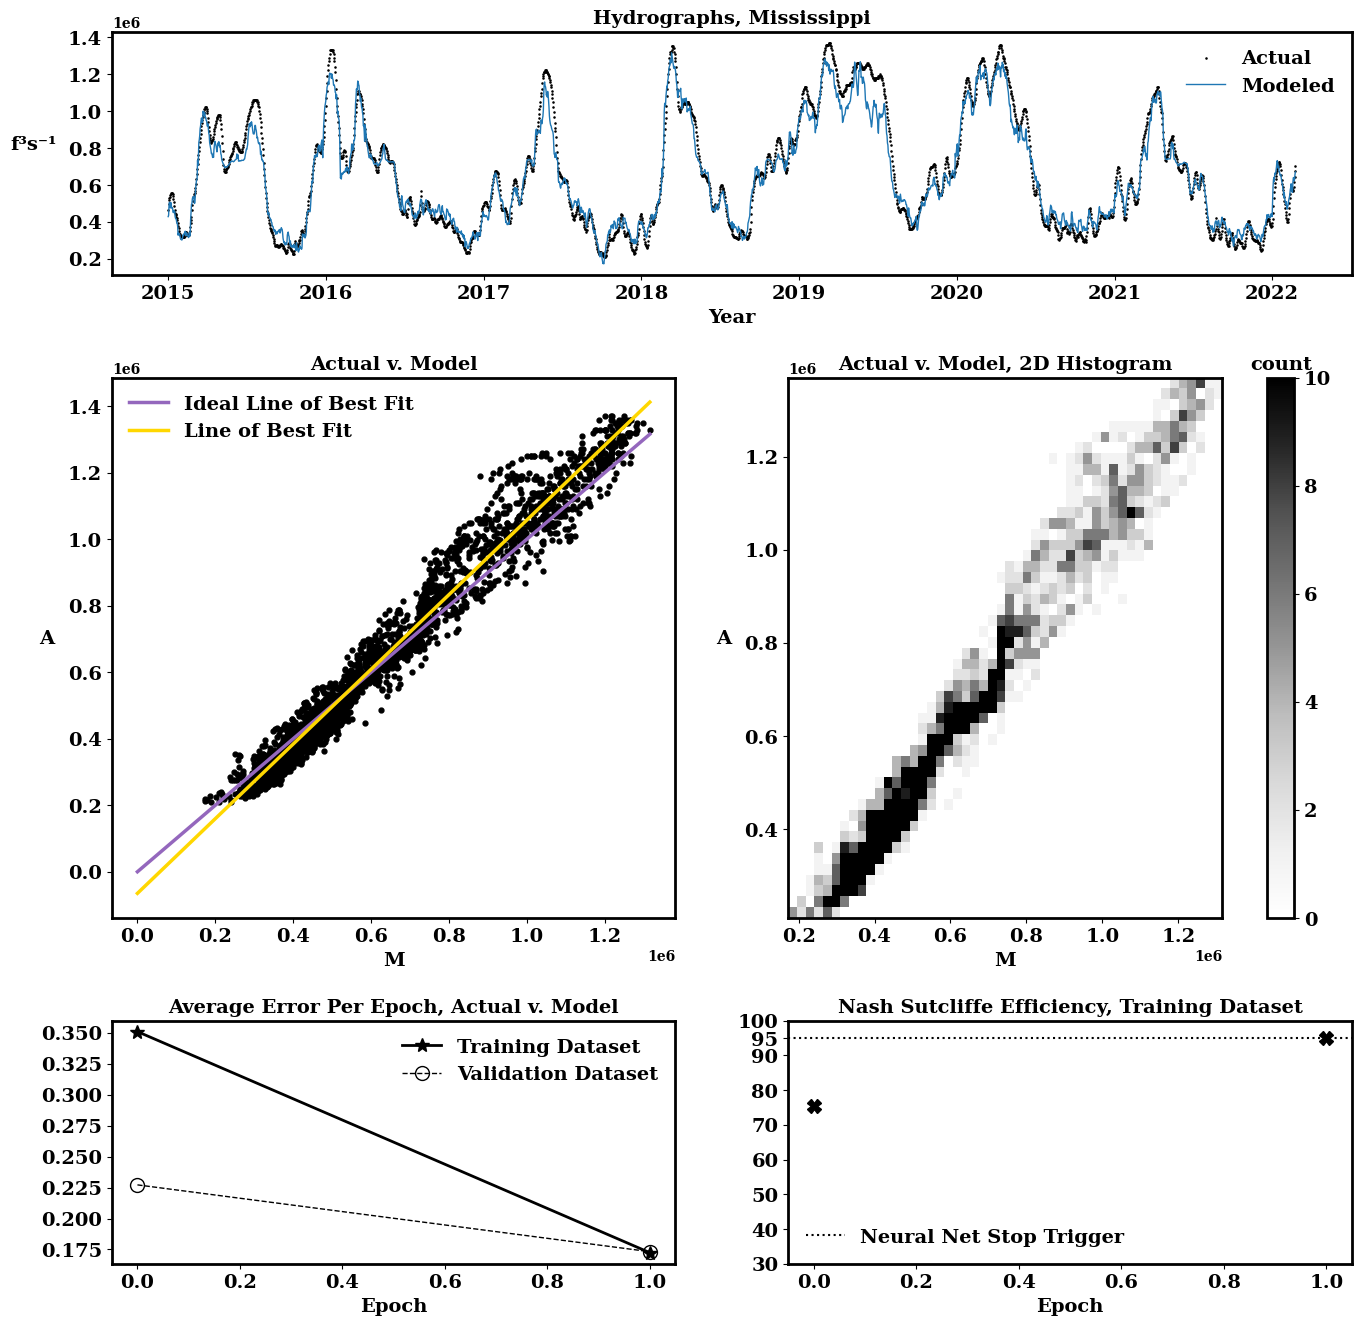 Hydrographs, Mississippi
1e6
1.4
1.2
1.0
0.8
0.6
0.4
0.2
f³s⁻¹
Actual
Modeled
2015 2016 2017 2018 2019 2020 2021 2022
Year
Actual v. Model
1e6
1.4
1.2
1.0
0.8
0.6
0.4
0.2
0.0
A
Ideal Line of Best Fit
Line of Best Fit
0.0 0.2 0.4 0.6 0.8 1.0 1.2
M
1e6
Actual v. Model, 2D Histogram
1e6
1.2
1.0
0.8
0.6
0.4
A
0.2 0.4 0.6 0.8 1.0 1.2
M
1e6
count
10
8
6
4
2
0
Average Error Per Epoch, Actual v. Model
0.350
0.325
0.300
0.275
0.250
0.225
0.200
0.175
Training Dataset
Validation Dataset
0.0 0.2 0.4 0.6 0.8 1.0
Epoch
Nash Sutcliffe Efficiency, Training Dataset
100
95
90
80
70
60
50
40
30
Neural Net Stop Trigger
0.0 0.2 0.4 0.6 0.8 1.0
Epoch